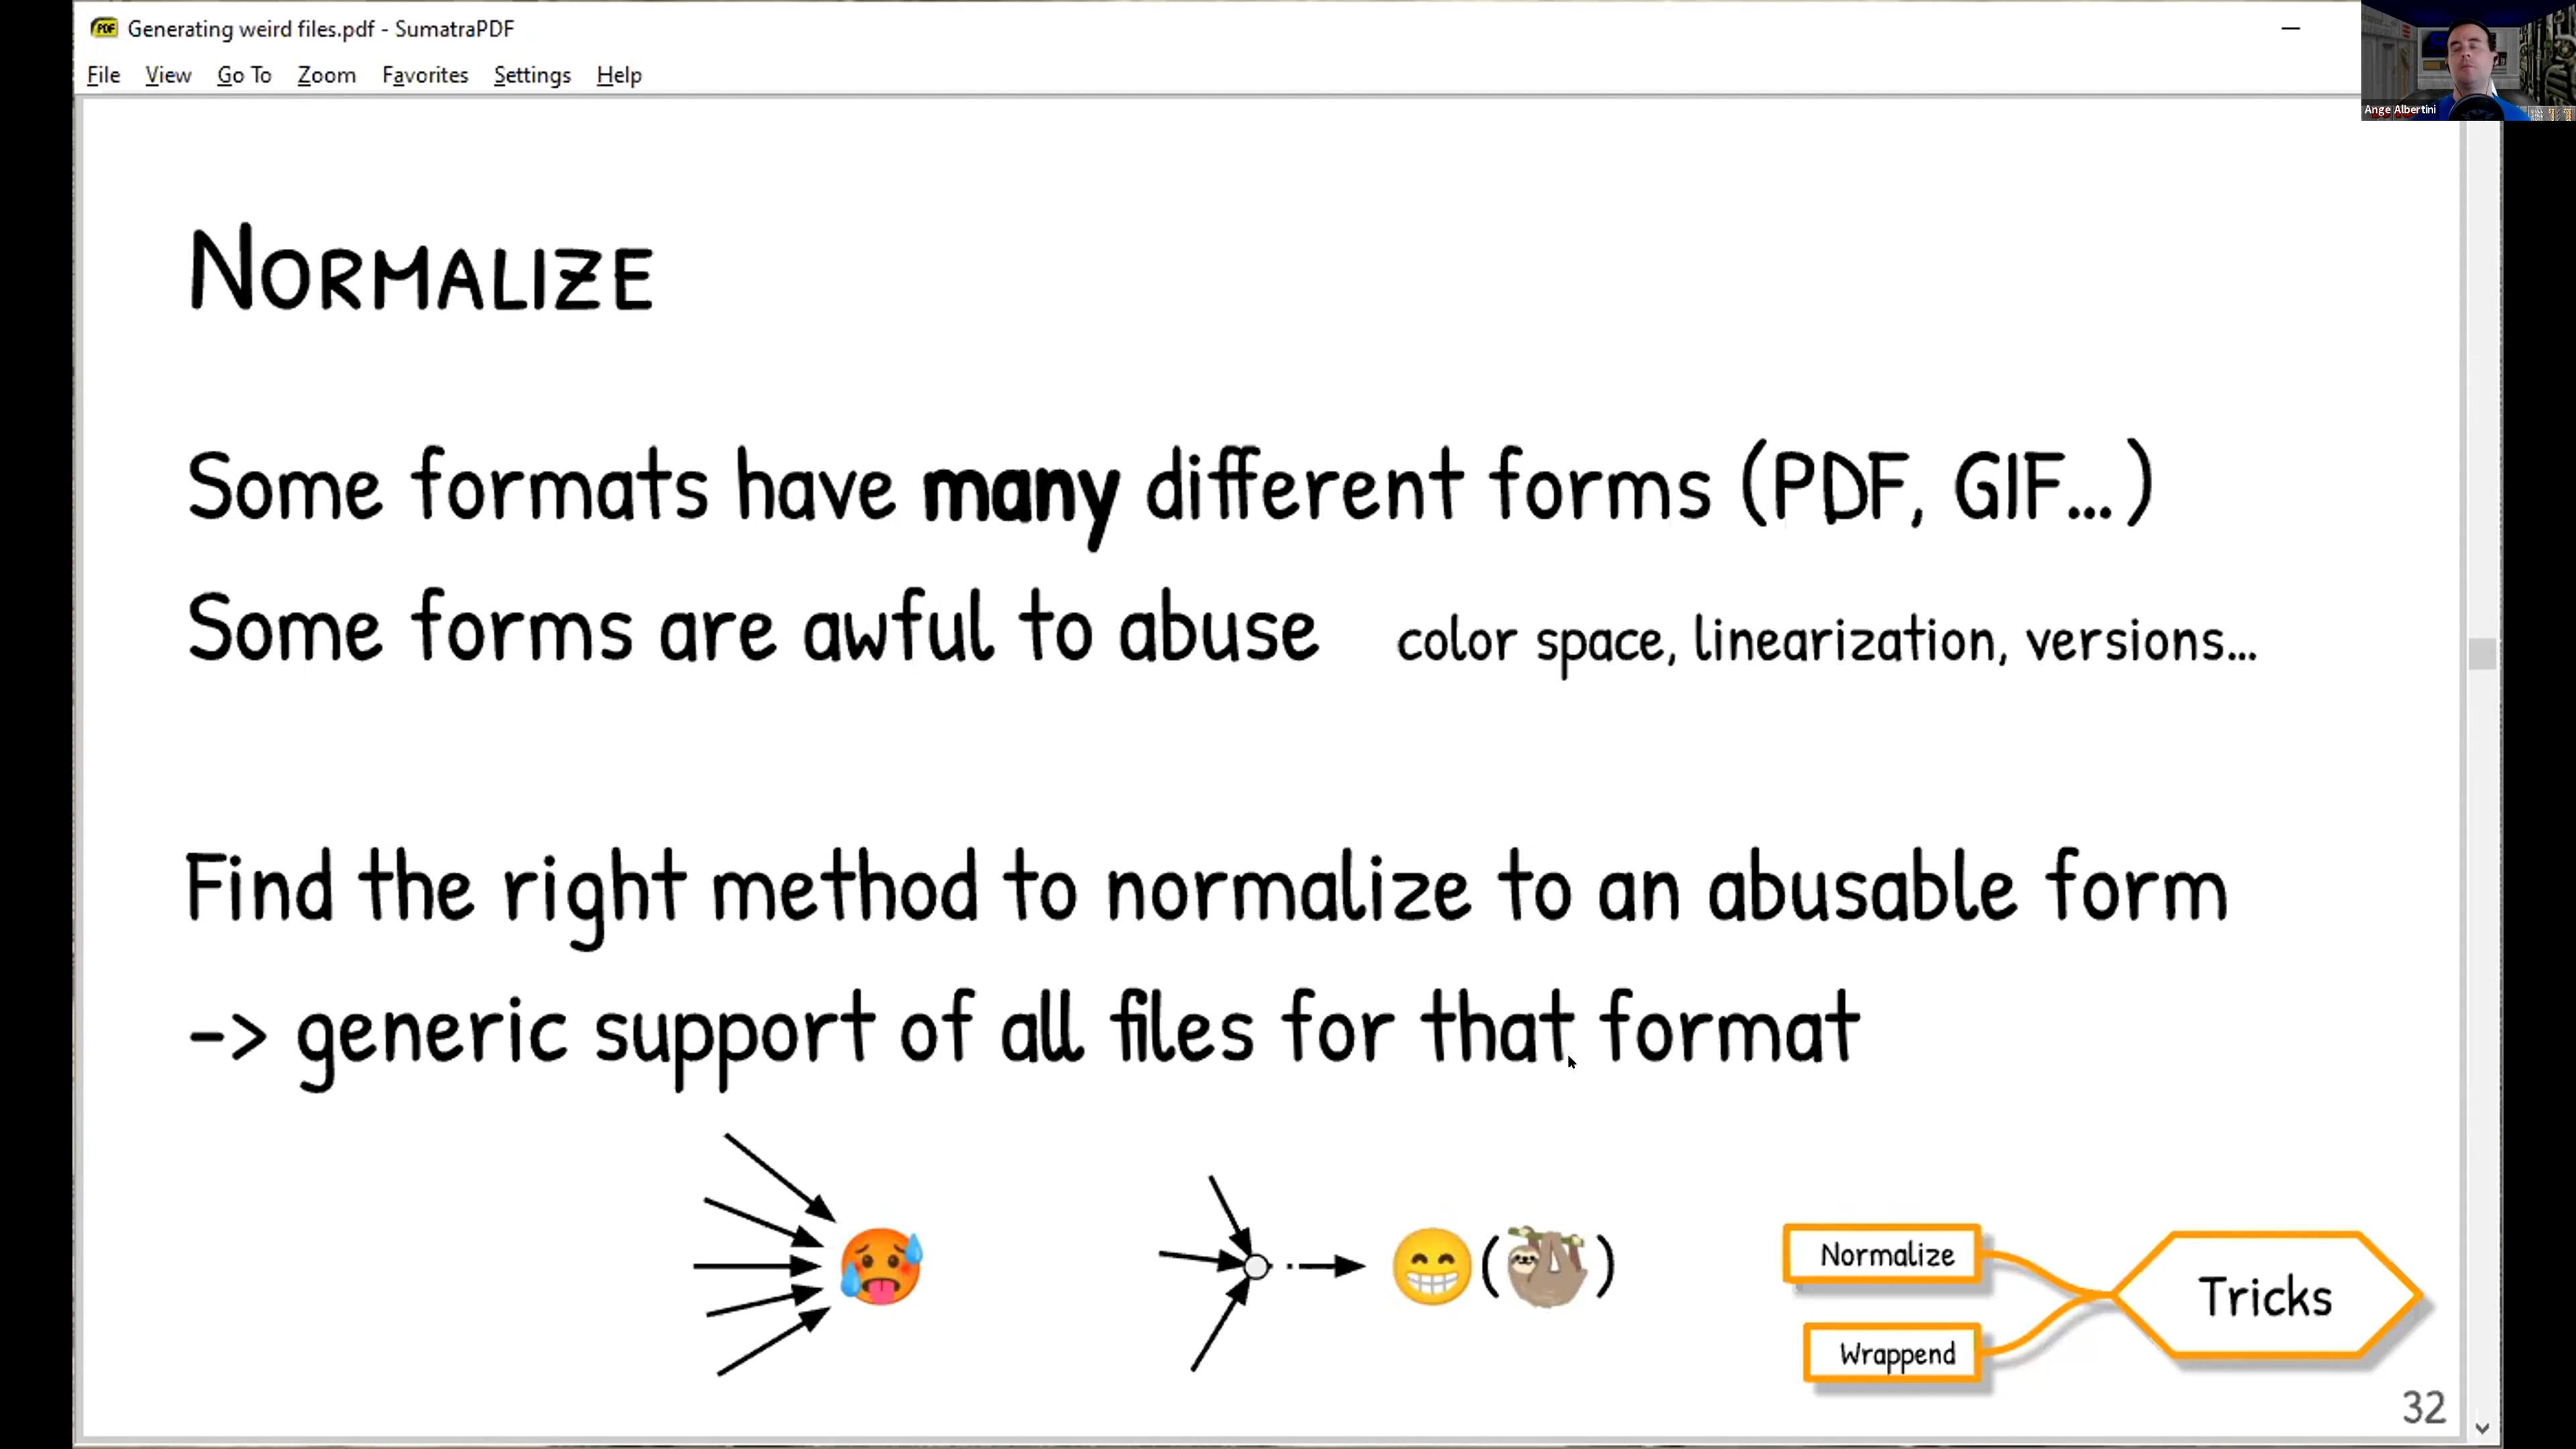 Generating weird files.pdf - SumatraPDF
File View Go To Zoom Favorites Settings Help
Ange Albertini
NORMALIZE
Some formats have many different forms (PDF, GIF...)
Some forms are awful to abuse color space, linearization, versions...
Find the right method to normalize to an abusable form
-> generic support of all files for that format
( )
Normalize
Wrappend
Tricks
32